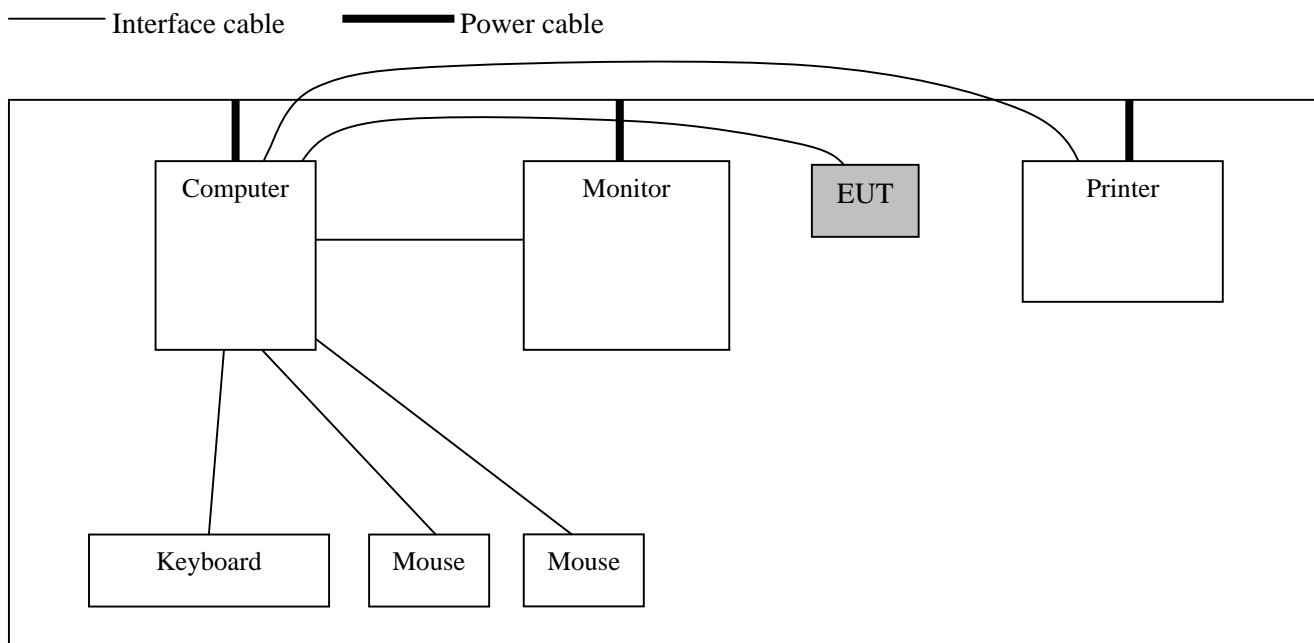 Interface cable Power cable
Computer Monitor EUT Printer
Keyboard Mouse Mouse